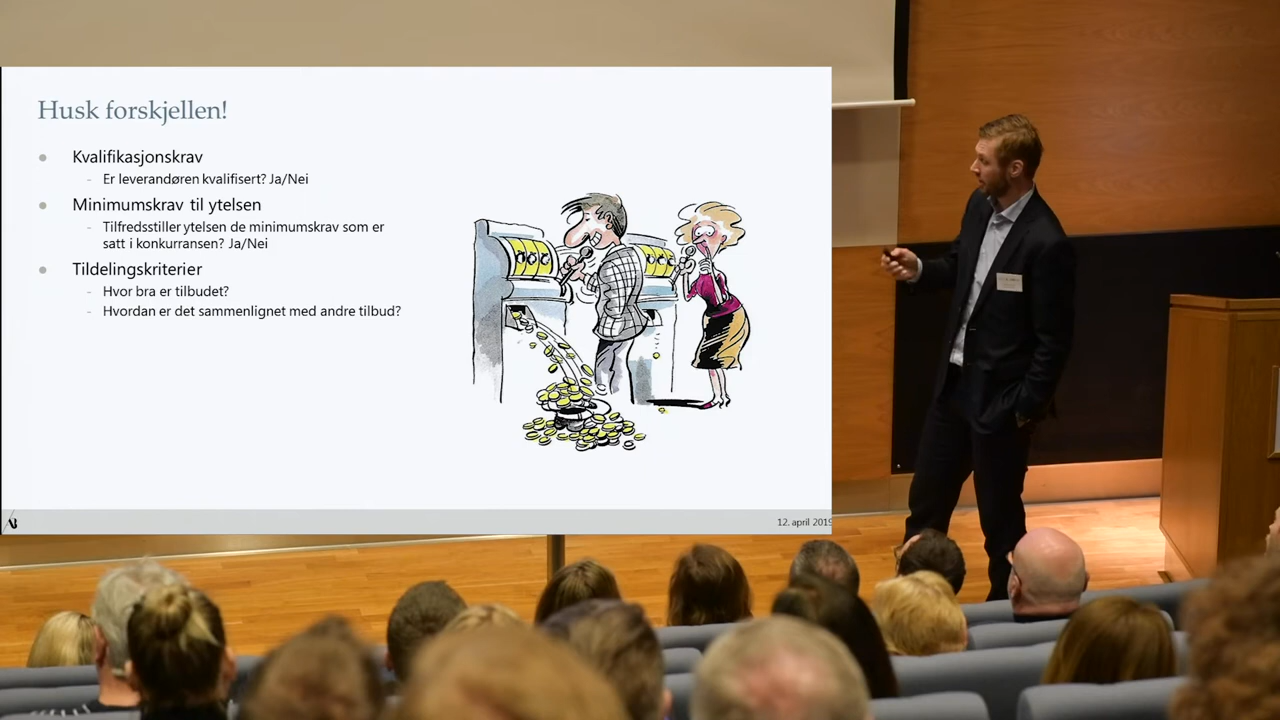 Husk forskjellen!
Kvalifikasjonskrav
- Er leverandøren kvalifisert? Ja/Nei
Minimumskrav til ytelsen
- Tilfredsstiller ytelsen de minimumskrav som er
satt i konkurransen? Ja/Nei
Tildelingskriterier
- Hvor bra er tilbudet?
- Hvordan er det sammenlignet med andre tilbud?
12. april 2019